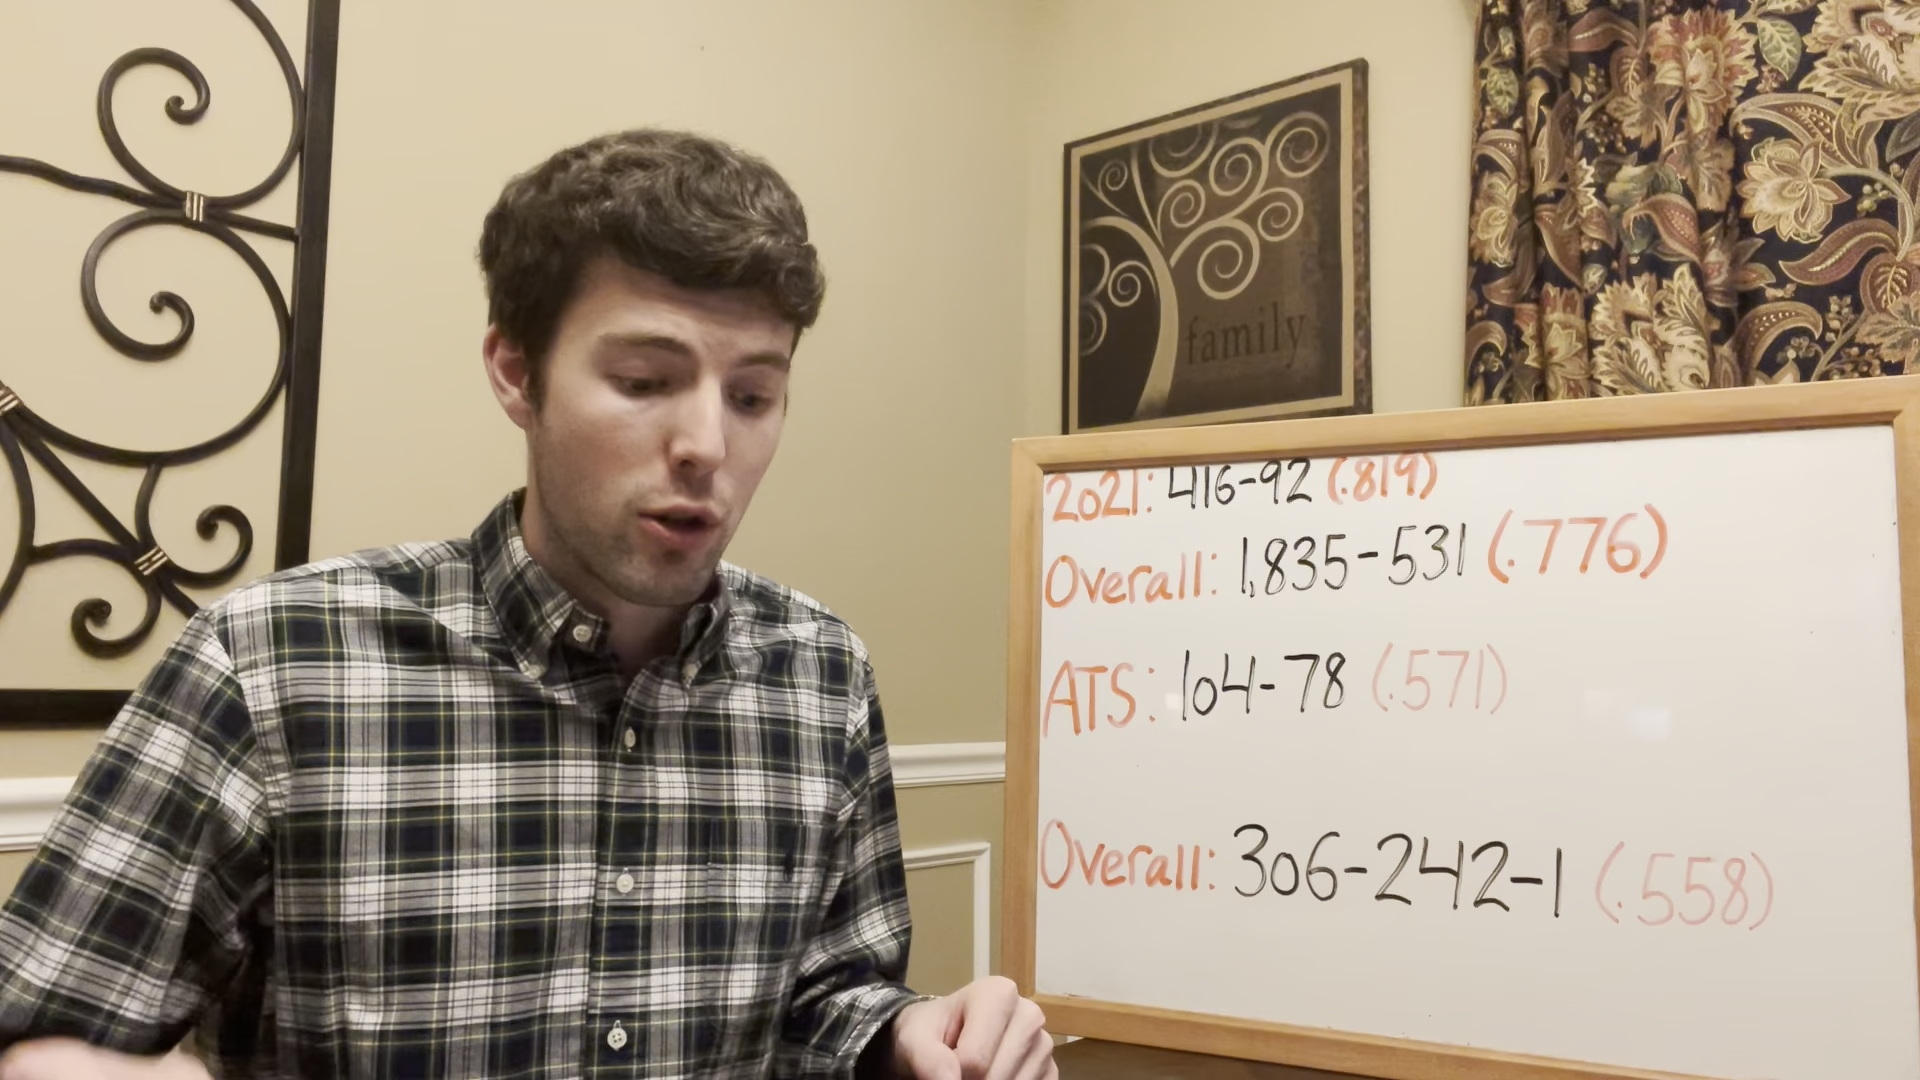 family
2021: 416-92 (.819)
Overall: 1,835-531 (.776)
ATS: 104-78 (.571)
Overall: 306-242-1 (.558)